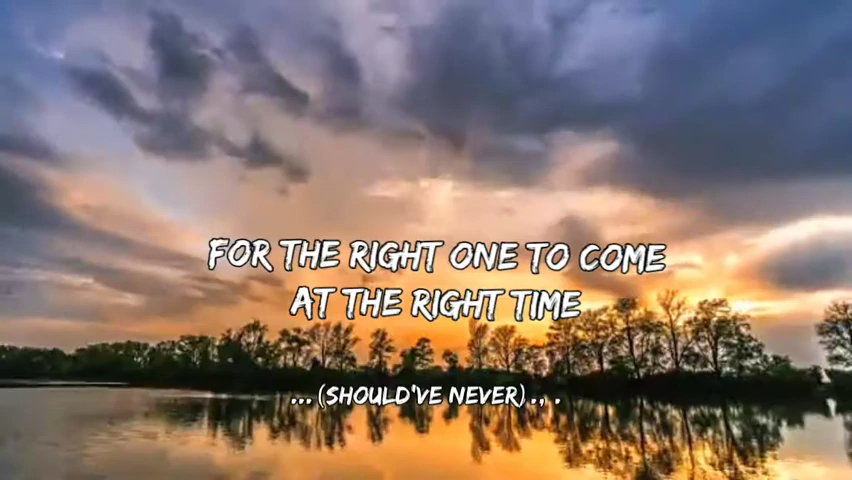 FOR THE RIGHT ONE TO COME
AT THE RIGHT TIME
... (SHOULD'VE NEVER) ., .